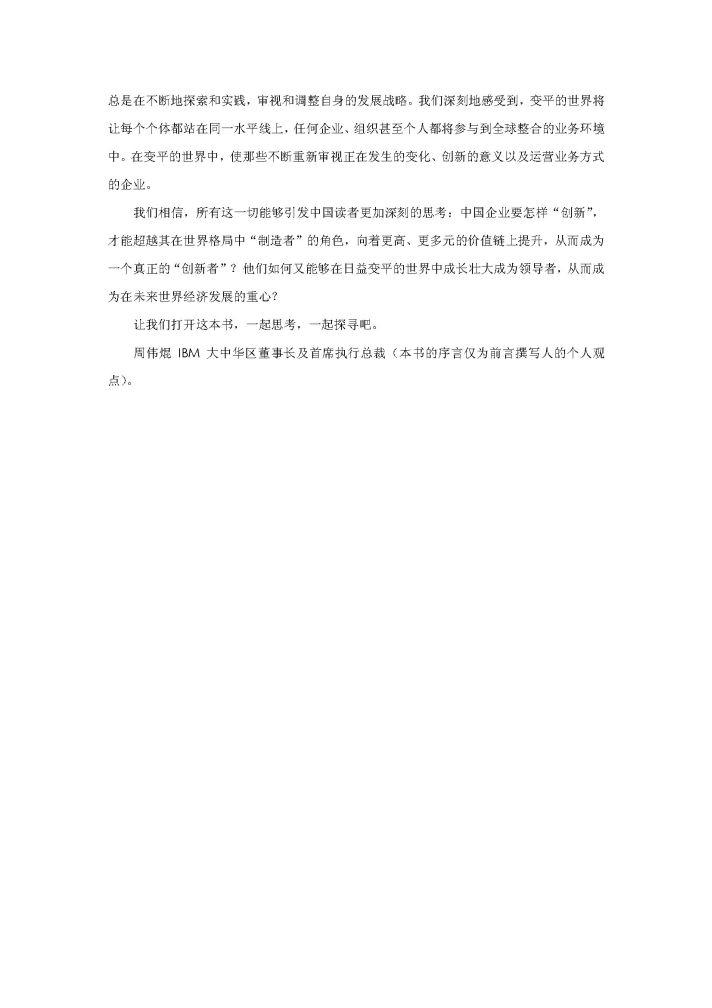 总是在不断地探索和实践，审视和调整自身的发展战略。我们深刻地感受到，变平的世界将
让每个个体都站在同一水平线上，任何企业、组织甚至个人都将参与到全球整合的业务环境
中。在变平的世界中，使那些不断重新审视正在发生的变化、创新的意义以及运营业务方式
的企业。
我们相信，所有这一切能够引发中国读者更加深刻的思考：中国企业要怎样“创新”，
才能超越其在世界格局中“制造者”的角色，向着更高、更多元的价值链上提升，从而成为
一个真正的“创新者”？他们如何又能够在日益变平的世界中成长壮大成为领导者，从而成
为在未来世界经济发展的重心？
让我们打开这本书，一起思考，一起探寻吧。
周伟焜 IBM 大中华区董事长及首席执行总裁（本书的序言仅为前言撰写人的个人观
点）。